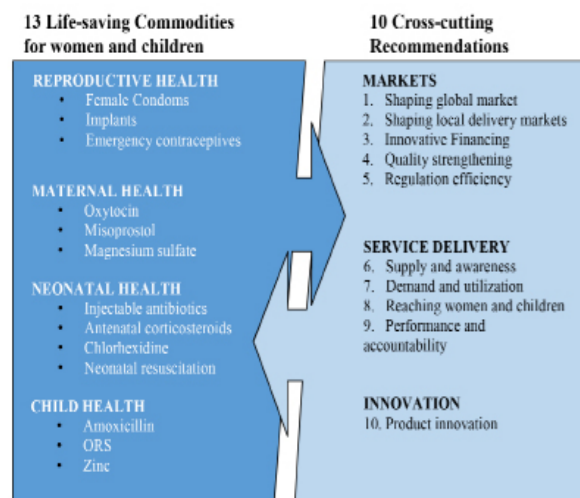 13 Life-saving Commodities
for women and children
REPRODUCTIVE HEALTH
• Female Condoms
• Implants
• Emergency contraceptives
MATERNAL HEALTH
• Oxytocin
• Misoprostol
• Magnesium sulfate
NEONATAL HEALTH
• Injectable antibiotics
• Antenatal corticosteroids
• Chlorhexidine
• Neonatal resuscitation
CHILD HEALTH
• Amoxicillin
• ORS
• Zinc
10 Cross-cutting
Recommendations
MARKETS
1. Shaping global market
2. Shaping local delivery markets
3. Innovative Financing
4. Quality strengthening
5. Regulation efficiency
SERVICE DELIVERY
6. Supply and awareness
7. Demand and utilization
8. Reaching women and children
9. Performance and
accountability
INNOVATION
10. Product innovation